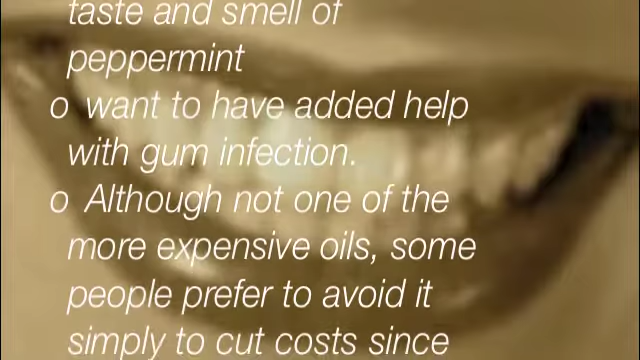 taste and smell of
peppermint
o want to have added help
with gum infection.
o Although not one of the
more expensive oils, some
people prefer to avoid it
simply to cut costs since